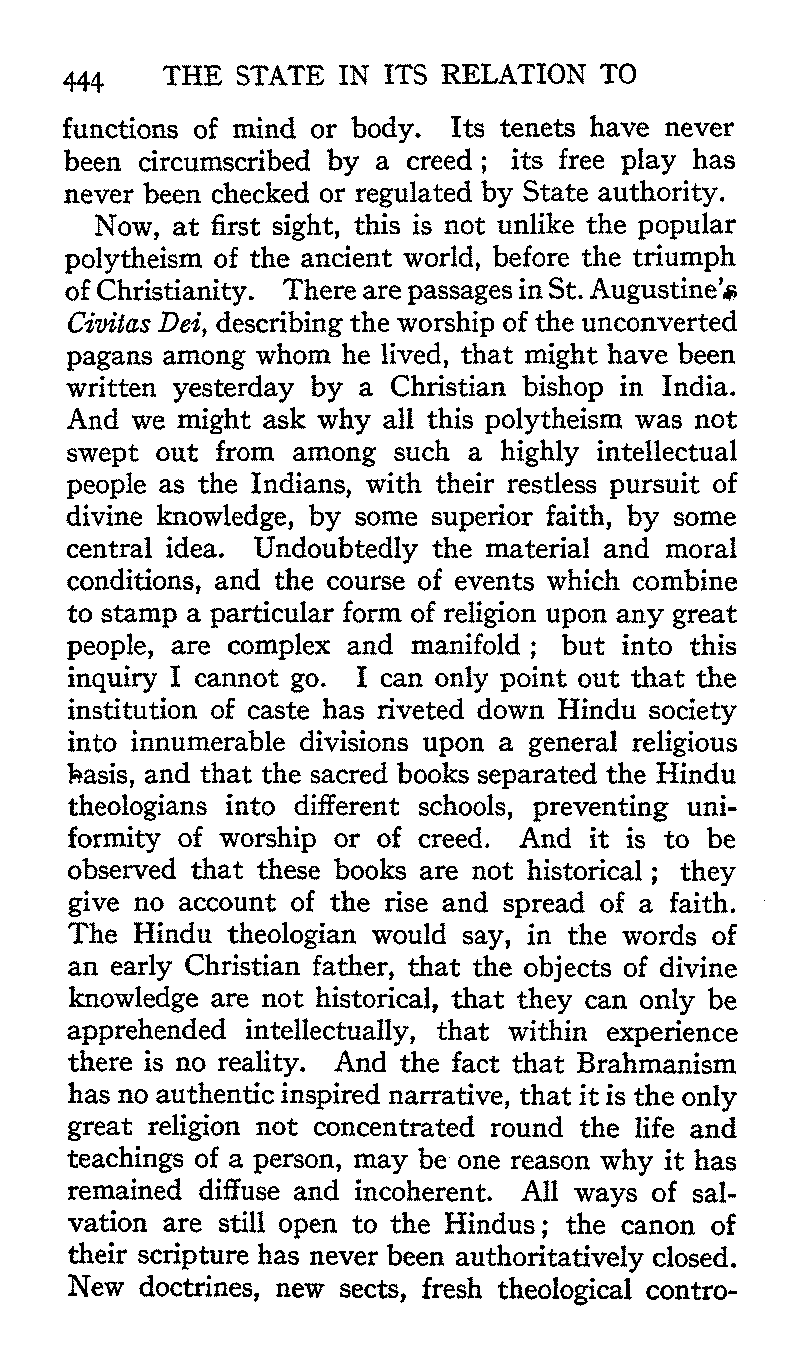 444 THE STATE IN ITS RELATION TO
functions of mind or body. Its tenets have never
been circumscribed by a creed ; its free play has
never been checked or regulated by State authority.
Now, at first sight, this is not unlike the popular
polytheism of the ancient world, before the triumph
of Christianity. There are passages in St. Augustine's
Civitas Dei, describing the worship of the unconverted
pagans among whom he lived, that might have been
written yesterday by a Christian bishop in India.
And we might ask why all this polytheism was not
swept out from among such a highly intellectual
people as the Indians, with their restless pursuit of
divine knowledge, by some superior faith, by some
central idea. Undoubtedly the material and moral
conditions, and the course of events which combine
to stamp a particular form of religion upon any great
people, are complex and manifold ; but into this
inquiry I cannot go. I can only point out that the
institution of caste has riveted down Hindu society
into innumerable divisions upon a general religious
basis, and that the sacred books separated the Hindu
theologians into different schools, preventing uni-
formity of worship or of creed. And it is to be
observed that these books are not historical ; they
give no account of the rise and spread of a faith.
The Hindu theologian would say, in the words of
an early Christian father, that the objects of divine
knowledge are not historical, that they can only be
apprehended intellectually, that within experience
there is no reality. And the fact that Brahmanism
has no authentic inspired narrative, that it is the only
great religion not concentrated round the life and
teachings of a person, may be one reason why it has
remained diffuse and incoherent. All ways of sal-
vation are still open to the Hindus ; the canon of
their scripture has never been authoritatively closed.
New doctrines, new sects, fresh theological contro-